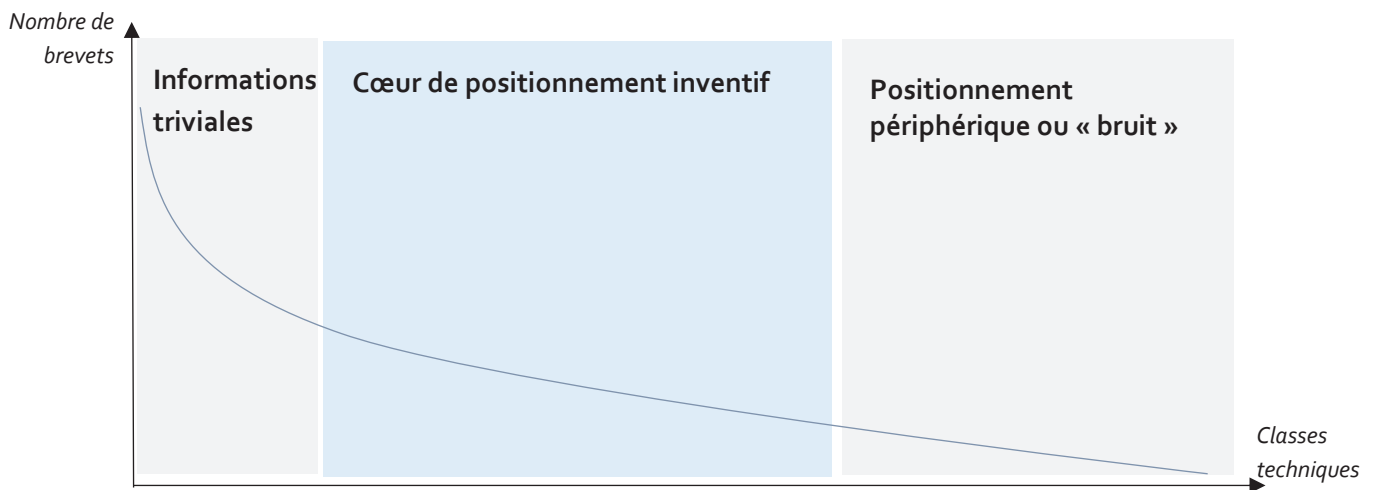 Nombre de
brevets
Informations
triviales
Cœur de positionnement inventif
Positionnement
périphérique ou « bruit »
Classes
techniques